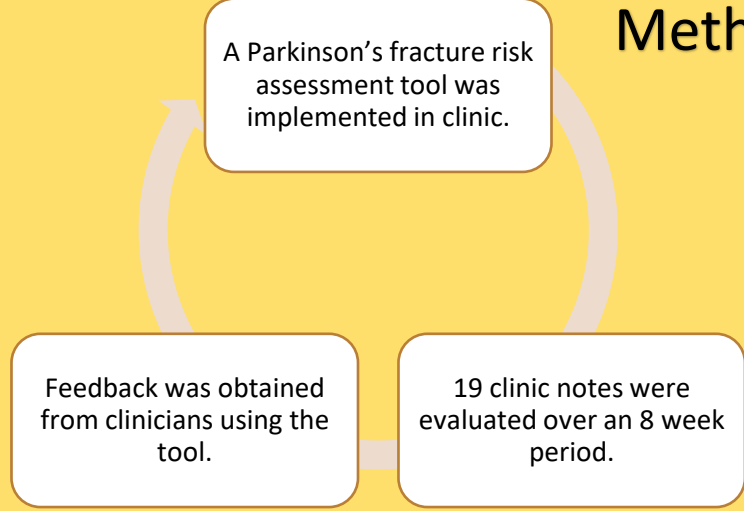 Meth
A Parkinson’s fracture risk
assessment tool was
implemented in clinic.
Feedback was obtained
from clinicians using the
tool.
19 clinic notes were
evaluated over an 8 week
period.